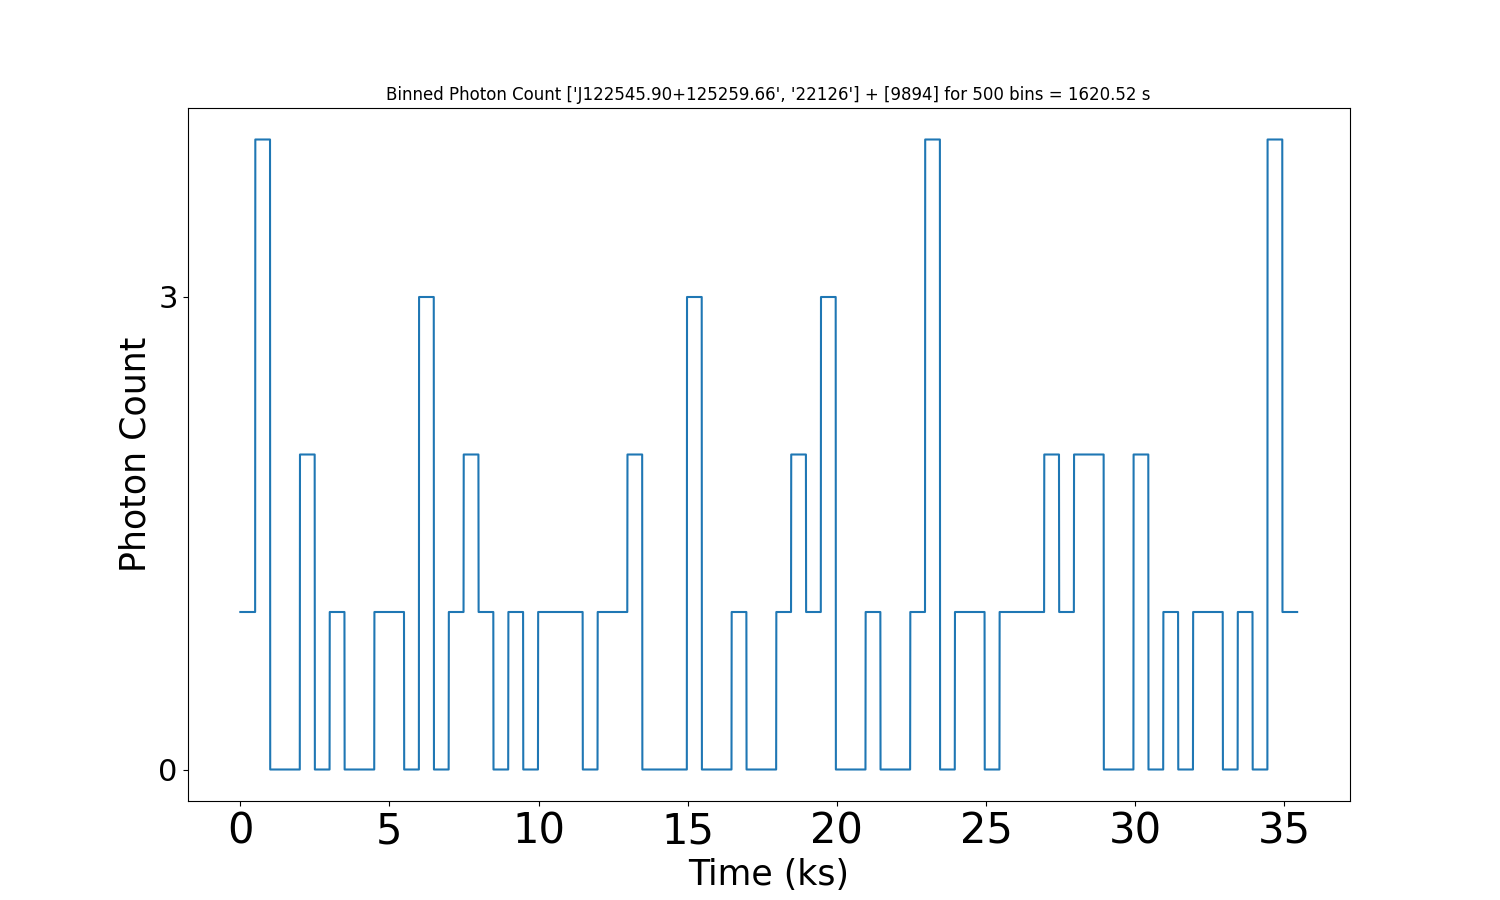 Binned Photon Count ['J122545.90+125259.66', '22126'] + [9894] for 500 bins = 1620.52 s
3
0
Photon Count
0 5 10 15 20 25 30 35
Time (ks)